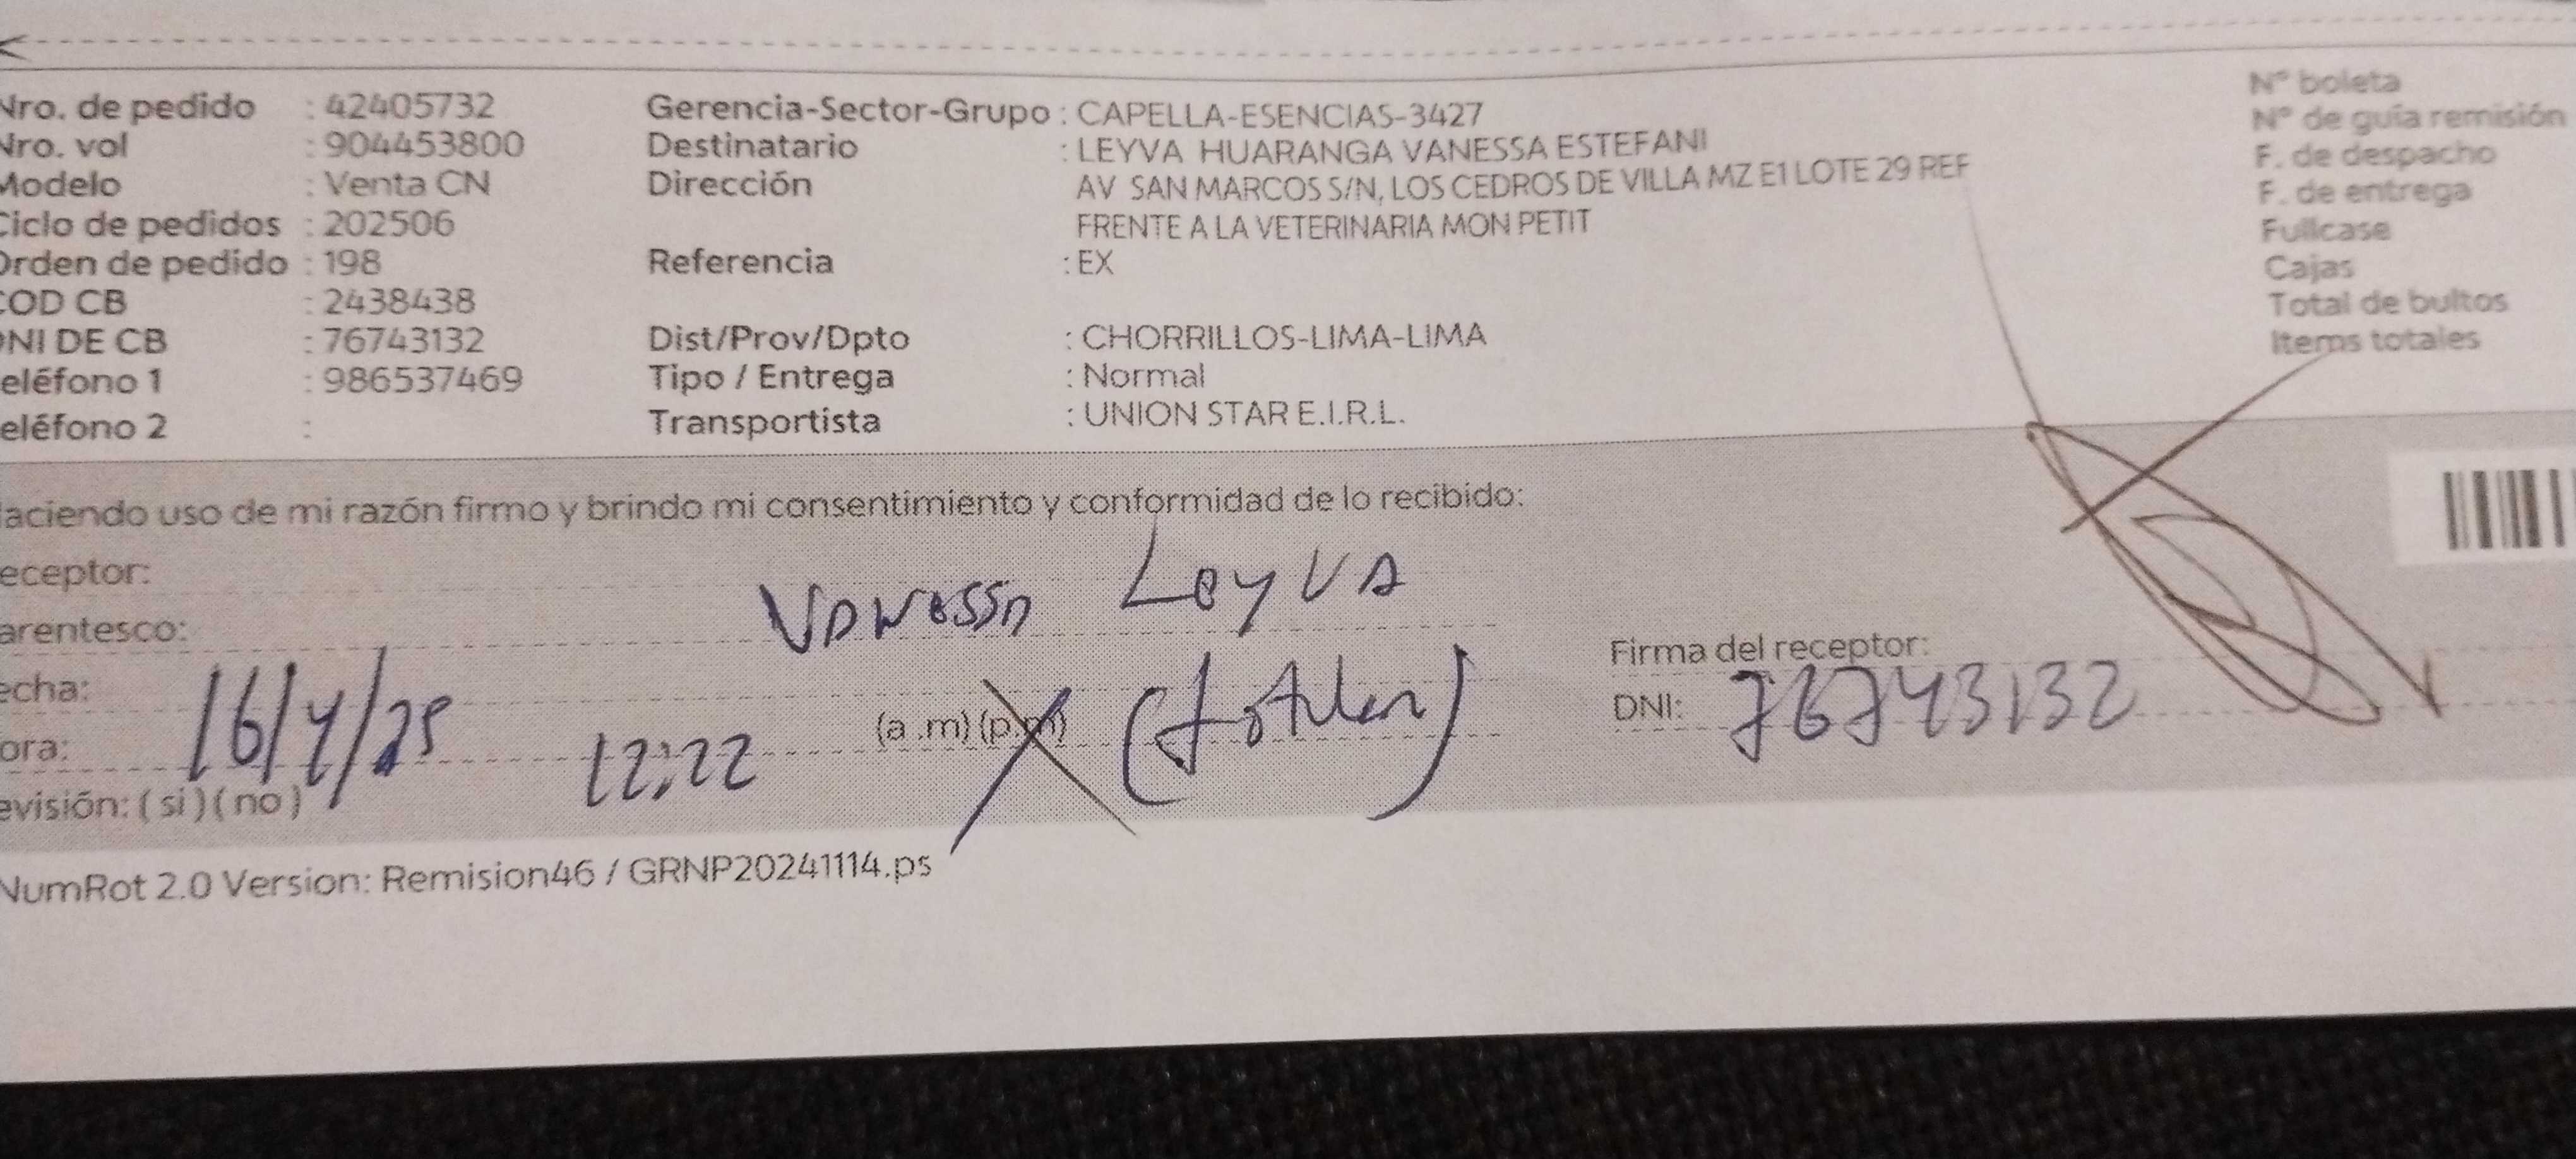 Nro. de pedido : 42405732 Gerencia-Sector-Grupo : CAPELLA-ESENCIAS-3427 N° boleta
Nro. vol : 904453800 Destinatario : LEYVA HUARANGA VANESSA ESTEFANI N° de guía remisión
Modelo : Venta CN Dirección AV SAN MARCOS S/N, LOS CEDROS DE VILLA MZ E1 LOTE 29 REF F. de despacho
Ciclo de pedidos : 202506 FRENTE A LA VETERINARIA MON PETIT F. de entrega
Orden de pedido : 198 Referencia : EX Fullcase
COD CB : 2438438 Cajas
DNI DE CB : 76743132 Dist/Prov/Dpto : CHORRILLOS-LIMA-LIMA Total de bultos
eléfono 1 : 986537469 Tipo / Entrega : Normal Items totales
eléfono 2 : Transportista : UNION STAR E.I.R.L.
Haciendo uso de mi razón firmo y brindo mi consentimiento y conformidad de lo recibido:
eceptor: Vanessa Leyva
arentesco: (titular)
echa: 16/4/25
ora: 12:22 (a .m) (p.m)
Firma del receptor:
DNI: 76743132
evisión: ( si ) ( no )
NumRot 2.0 Version: Remision46 / GRNP20241114.ps